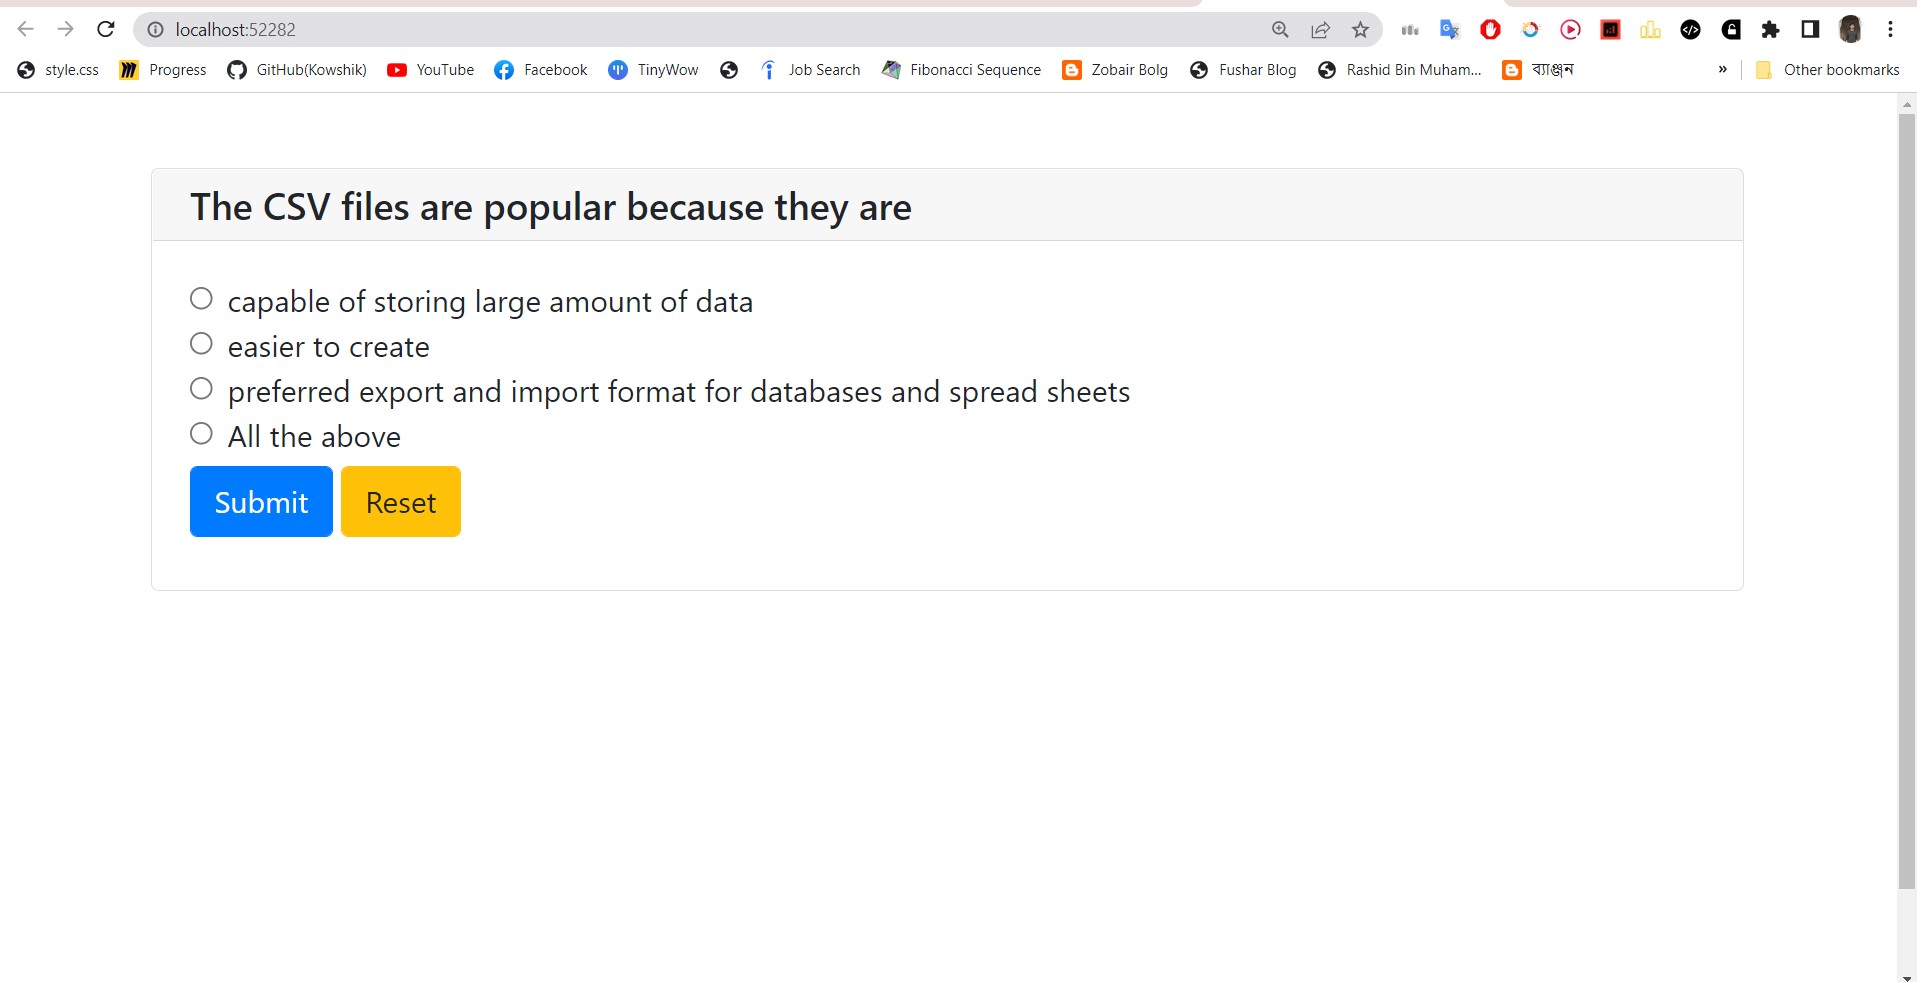 localhost:52282
style.css Progress GitHub(Kowshik) YouTube Facebook TinyWow Job Search Fibonacci Sequence Zobair Bolg Fushar Blog Rashid Bin Muham... ব্যাঞ্জন » Other bookmarks
The CSV files are popular because they are
capable of storing large amount of data
easier to create
preferred export and import format for databases and spread sheets
All the above
Submit Reset